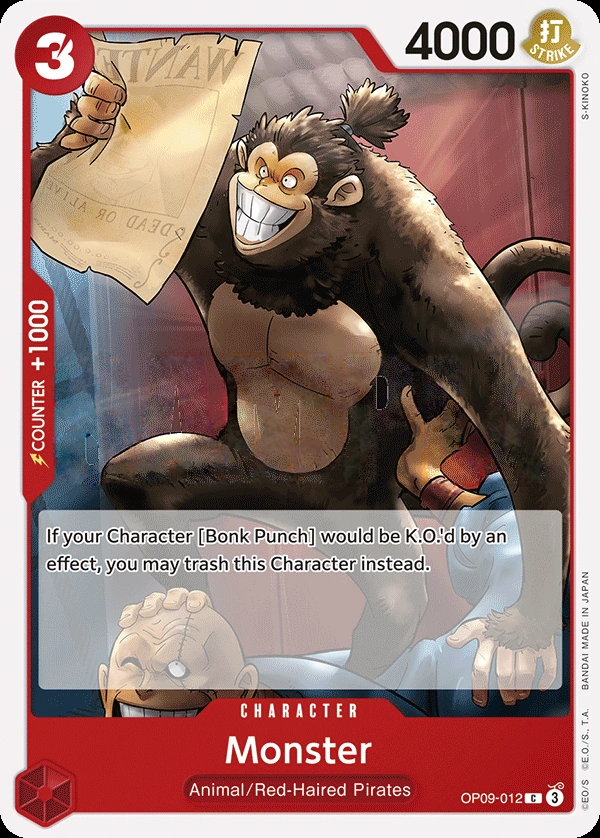 3
4000
打
STRIKE
S-KINOKO
WANTED
DEAD OR ALIVE
COUNTER +1000
If your Character [Bonk Punch] would be K.O.'d by an
effect, you may trash this Character instead.
CHARACTER
Monster
Animal/Red-Haired Pirates
OP09-012 C 3
©EO/S ©E.O./S., T.A. BANDAI MADE IN JAPAN